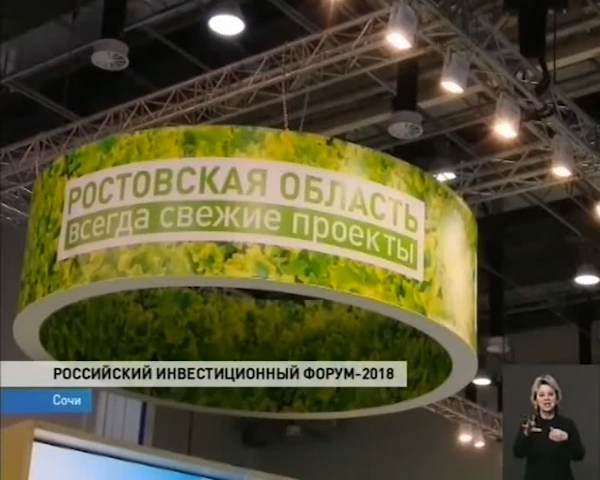 РОСТОВСКАЯ ОБЛАСТЬ
всегда свежие проекты
РОССИЙСКИЙ ИНВЕСТИЦИОННЫЙ ФОРУМ-2018
Сочи